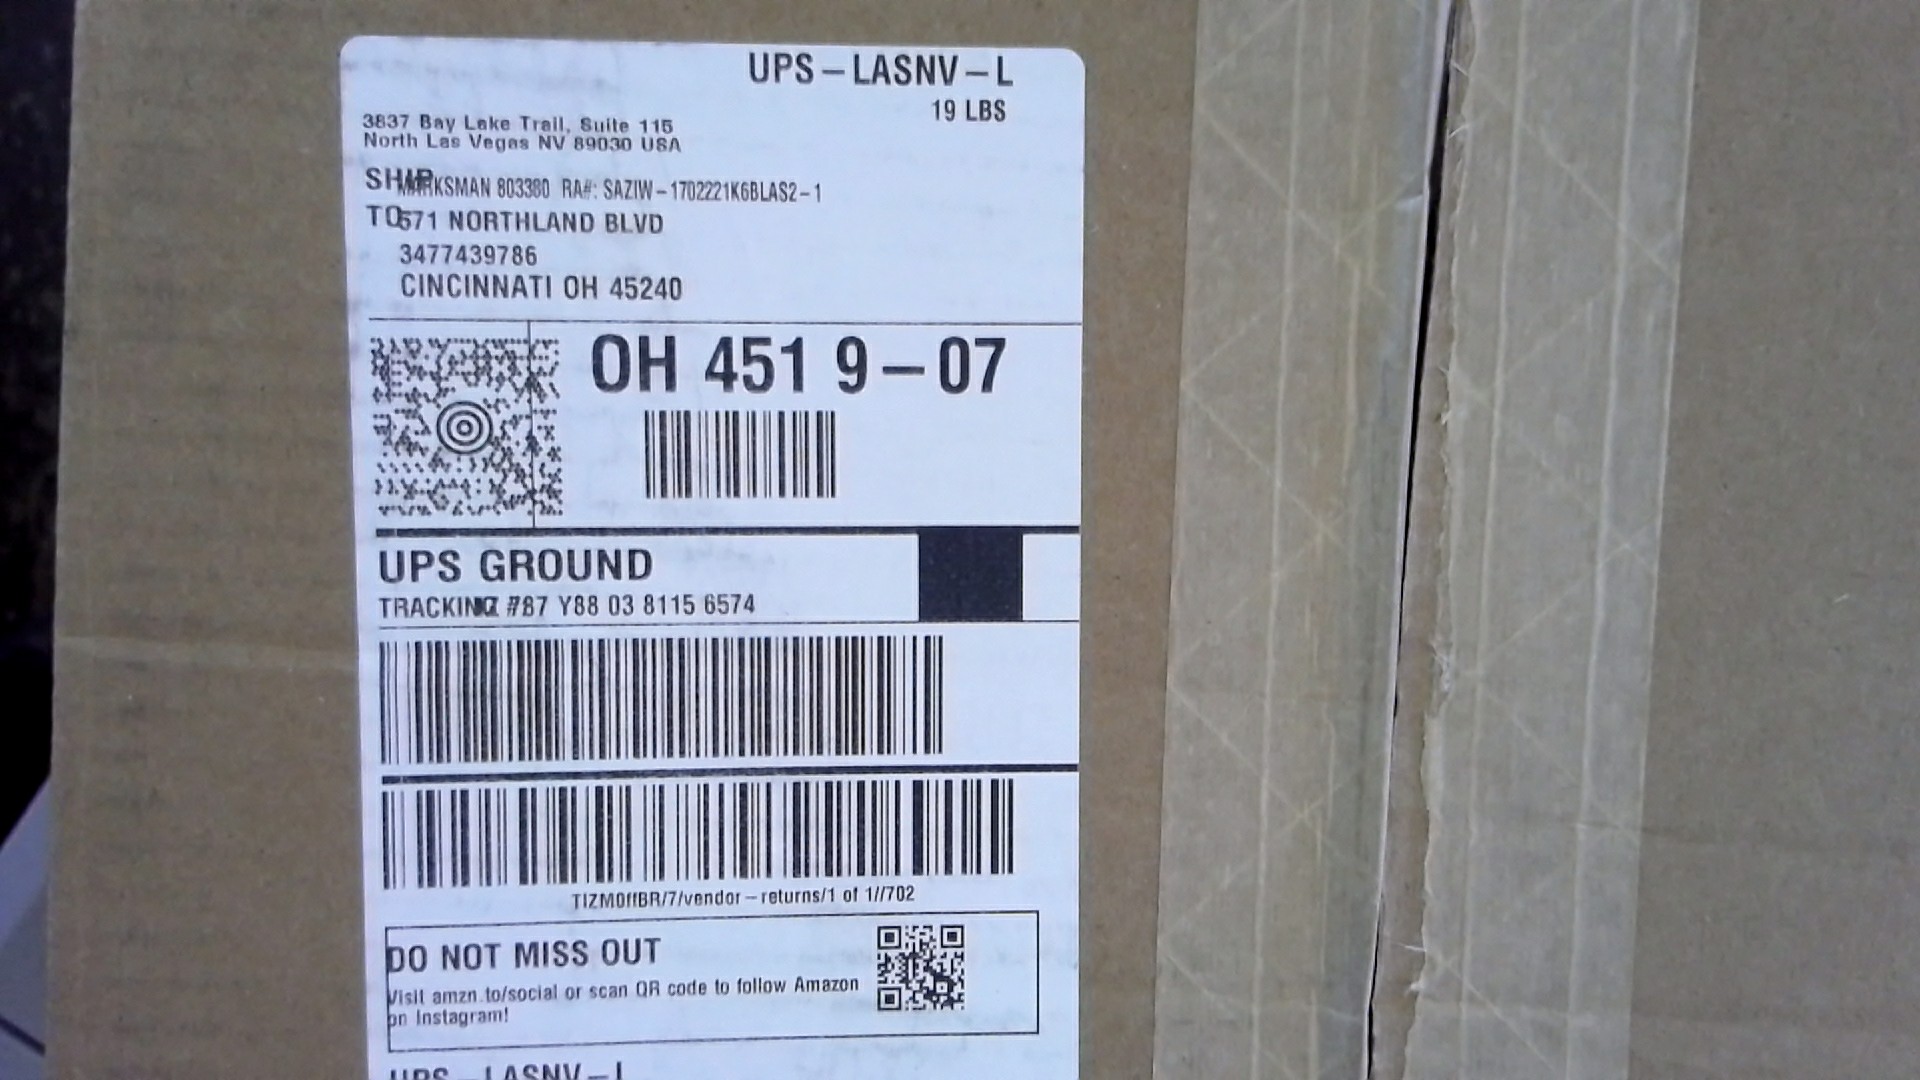 UPS-LASNV-L
19 LBS
3837 Bay Lake Trail, Suite 115
North Las Vegas NV 89030 USA
SHIP
MARKSMAN 803380 RA#: SAZIW-1702221K6BLAS2-1
TO 571 NORTHLAND BLVD
3477439786
CINCINNATI OH 45240
OH 451 9-07
UPS GROUND
TRACKING #87 Y88 03 8115 6574
TIZM0ffBR/7/vendor-returns/1 of 1//702
DO NOT MISS OUT
Visit amzn.to/social or scan QR code to follow Amazon
on Instagram!
UPS-LASNV-L